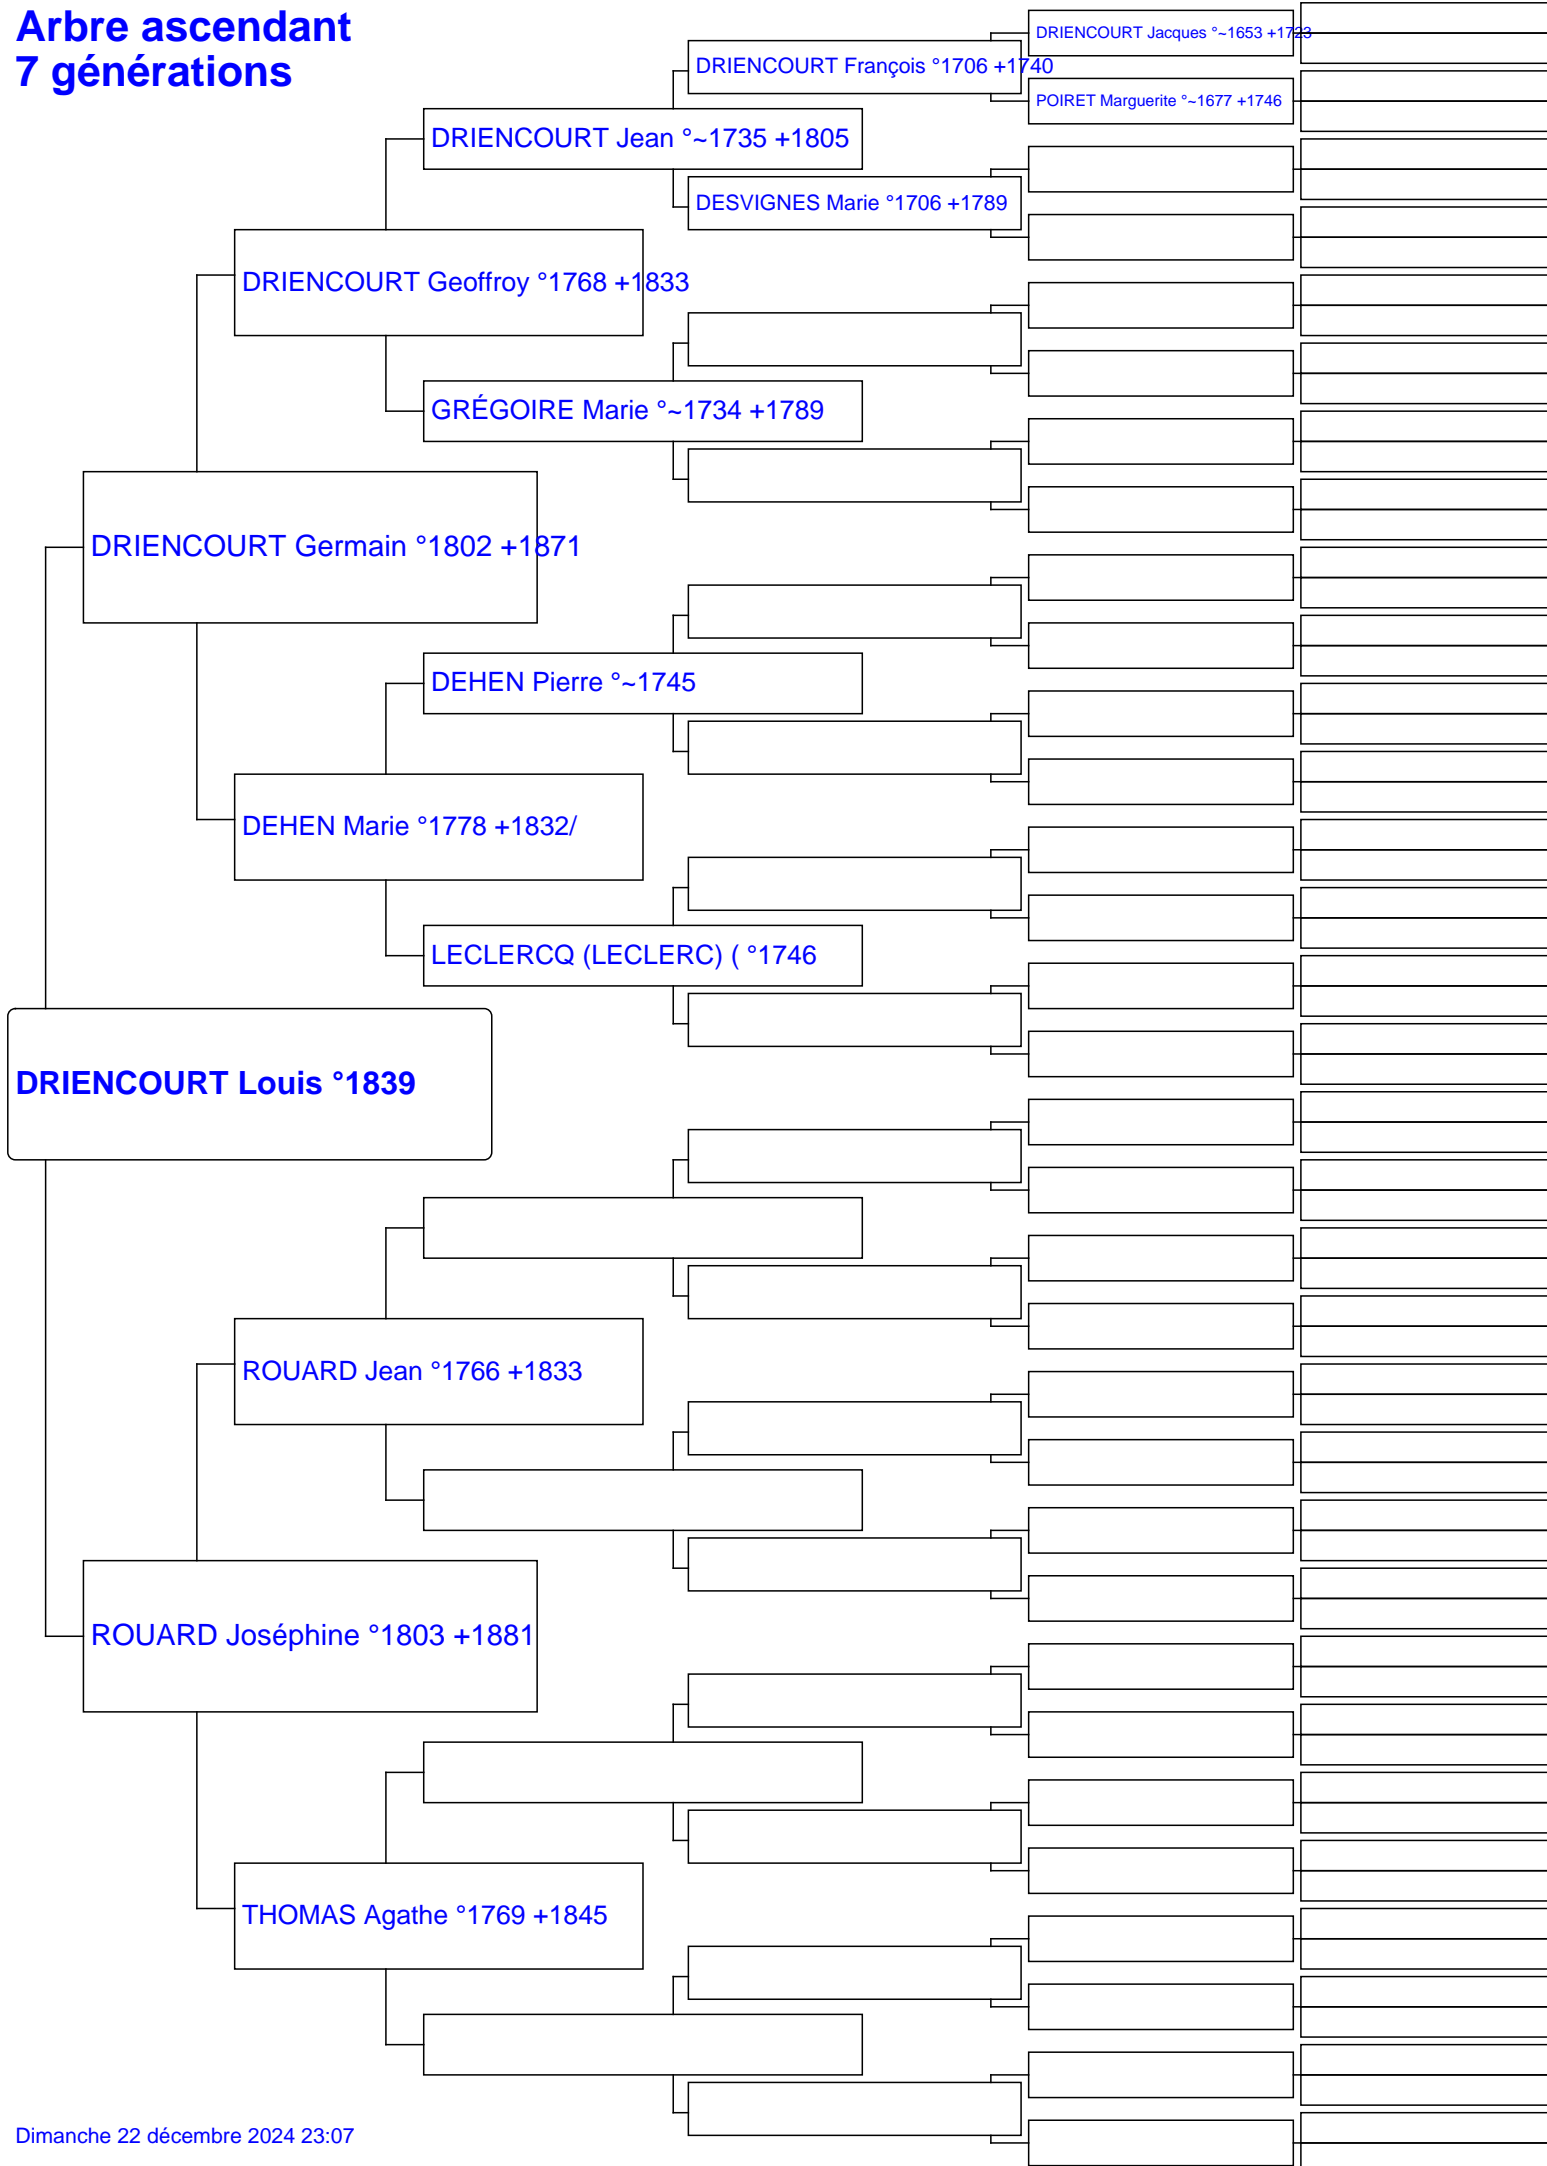 Arbre ascendant
7 générations
DRIENCOURT Jacques °~1653 +1723
DRIENCOURT François °1706 +1740
POIRET Marguerite °~1677 +1746
DRIENCOURT Jean °~1735 +1805
DESVIGNES Marie °1706 +1789
DRIENCOURT Geoffroy °1768 +1833
GRÉGOIRE Marie °~1734 +1789
DRIENCOURT Germain °1802 +1871
DEHEN Pierre °~1745
DEHEN Marie °1778 +1832/
LECLERCQ (LECLERC) ( °1746
DRIENCOURT Louis °1839
ROUARD Jean °1766 +1833
ROUARD Joséphine °1803 +1881
THOMAS Agathe °1769 +1845
Dimanche 22 décembre 2024 23:07